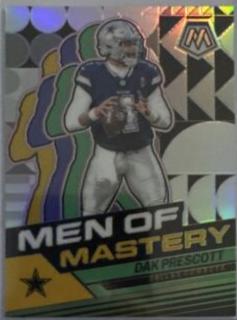 M
MEN OF
MASTERY
DAK PRESCOTT